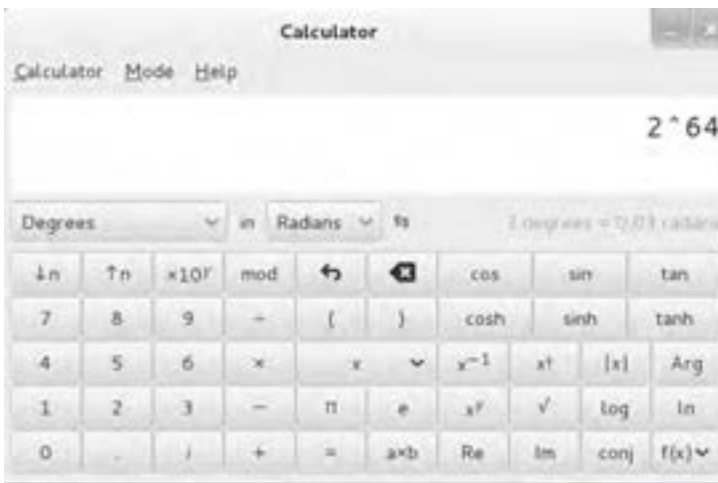 Calculator
Calculator Mode Help
2^64
Degrees in Radians
↓n ↑n ×10ʸ mod cos sin tan
7 8 9 ÷ ( ) cosh sinh tanh
4 5 6 × x x⁻¹ |x| Arg
1 2 3 − π e xʸ √ log ln
0 . i + = a×b Re Im conj f(x)